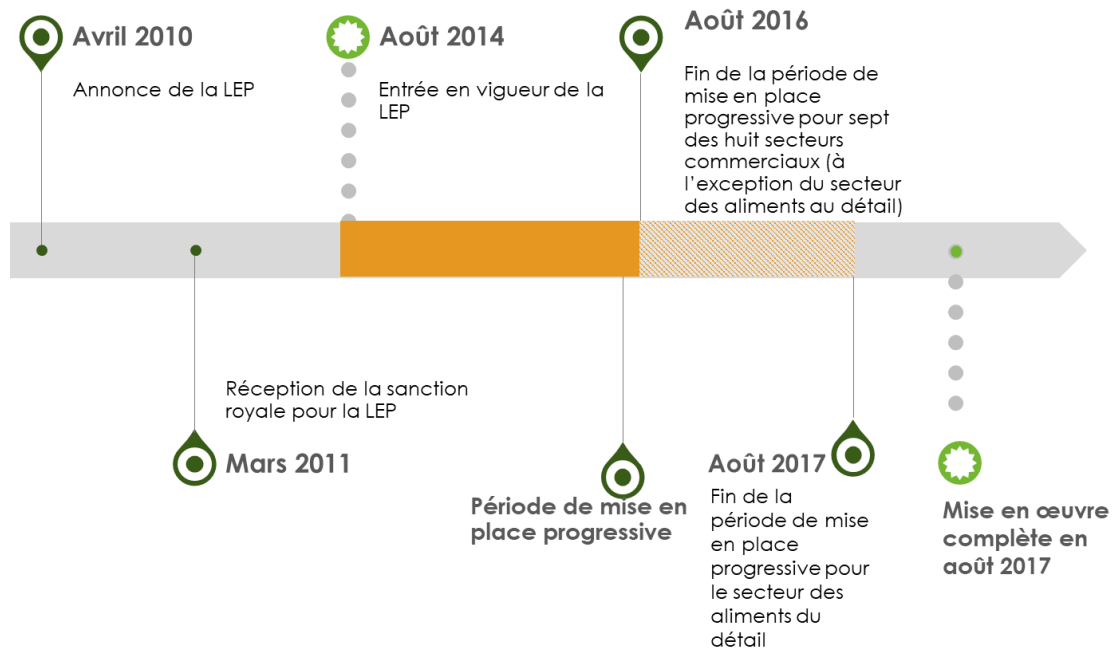 Avril 2010
Annonce de la LEP
Août 2014
Entrée en vigueur de la
LEP
Août 2016
Fin de la période de
mise en place
progressive pour sept
des huit secteurs
commerciaux (à
l’exception du secteur
des aliments au détail)
Réception de la sanction
royale pour la LEP
Mars 2011
Période de mise en
place progressive
Août 2017
Fin de la
période de mise
en place
progressive pour
le secteur des
aliments du
détail
Mise en œuvre
complète en
août 2017